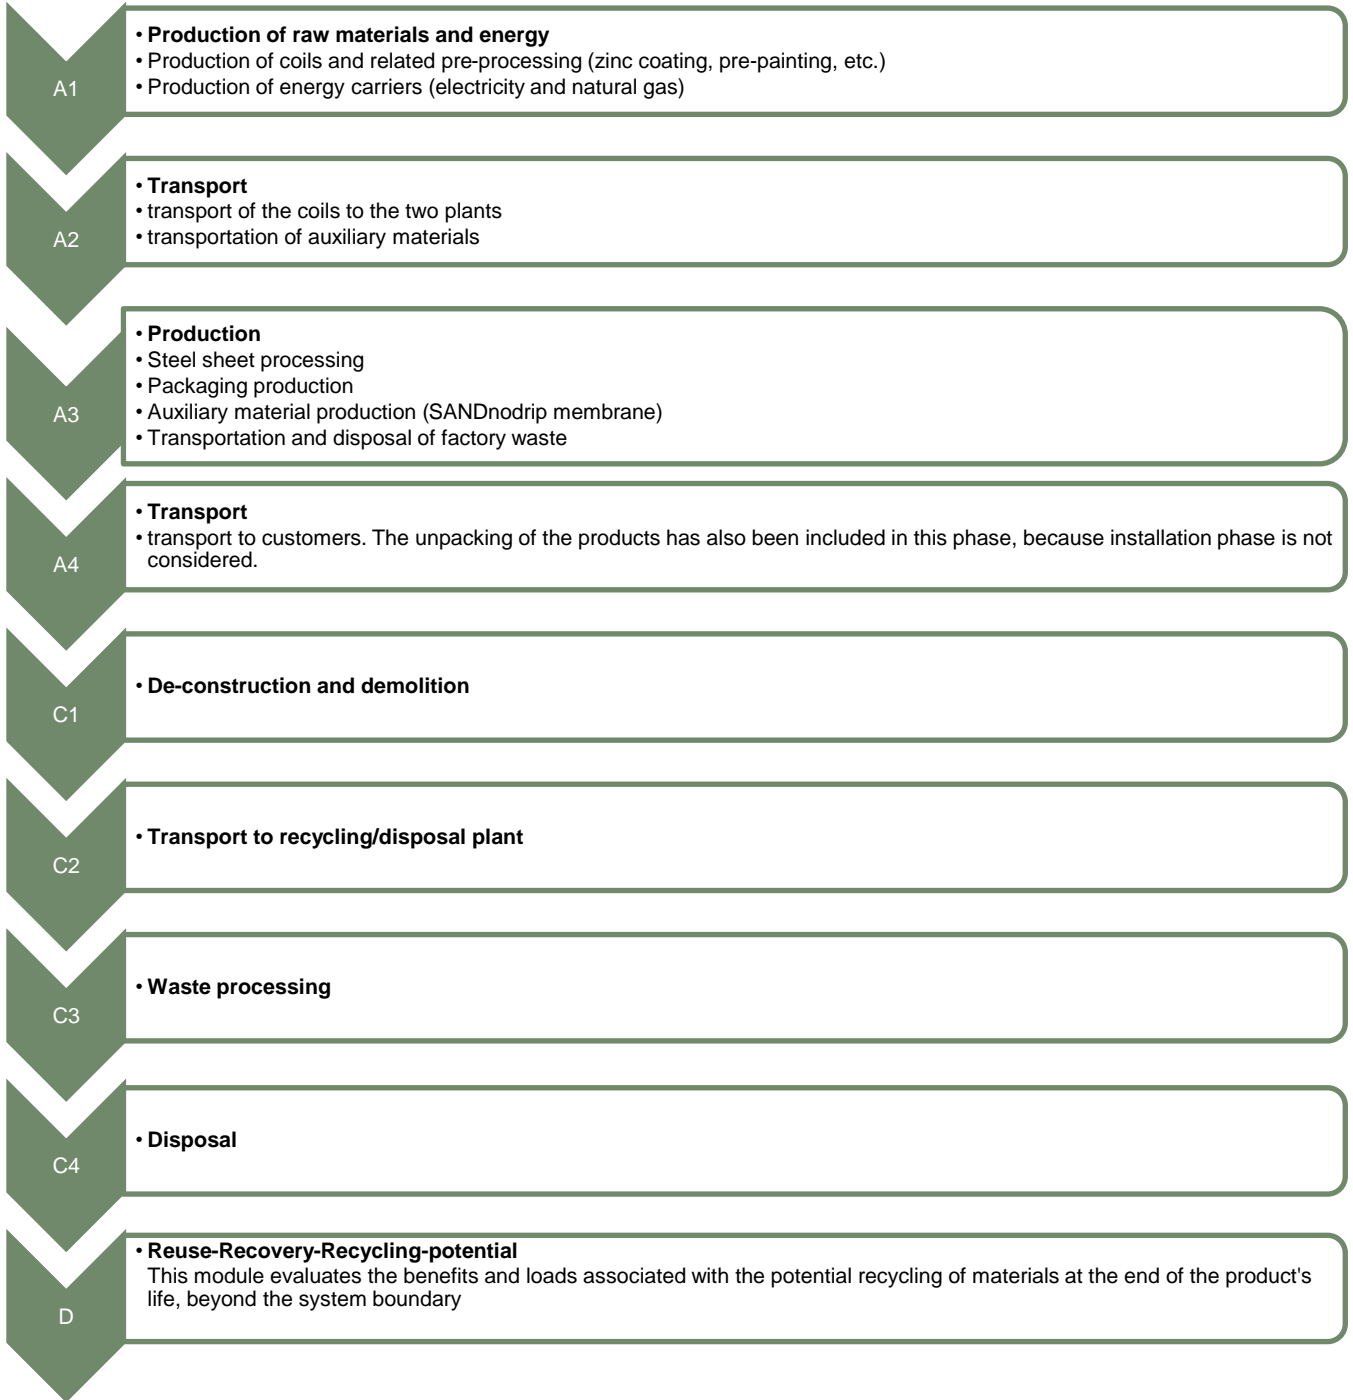 A1
• Production of raw materials and energy
• Production of coils and related pre-processing (zinc coating, pre-painting, etc.)
• Production of energy carriers (electricity and natural gas)
A2
• Transport
• transport of the coils to the two plants
• transportation of auxiliary materials
A3
• Production
• Steel sheet processing
• Packaging production
• Auxiliary material production (SANDnodrip membrane)
• Transportation and disposal of factory waste
A4
• Transport
• transport to customers. The unpacking of the products has also been included in this phase, because installation phase is not
considered.
C1
• De-construction and demolition
C2
• Transport to recycling/disposal plant
C3
• Waste processing
C4
• Disposal
D
• Reuse-Recovery-Recycling-potential
This module evaluates the benefits and loads associated with the potential recycling of materials at the end of the product's
life, beyond the system boundary